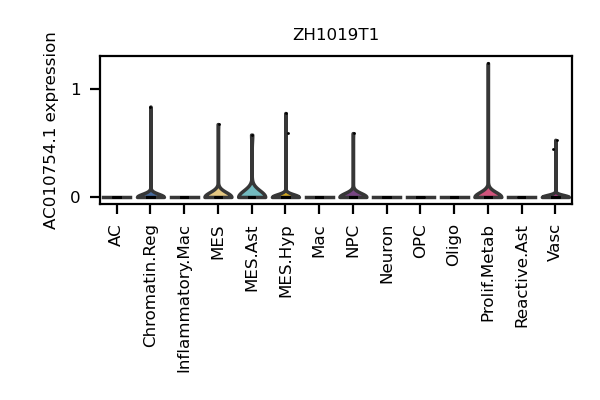 ZH1019T1
AC010754.1 expression
1
0
AC
Chromatin.Reg
Inflammatory.Mac
MES
MES.Ast
MES.Hyp
Mac
NPC
Neuron
OPC
Oligo
Prolif.Metab
Reactive.Ast
Vasc